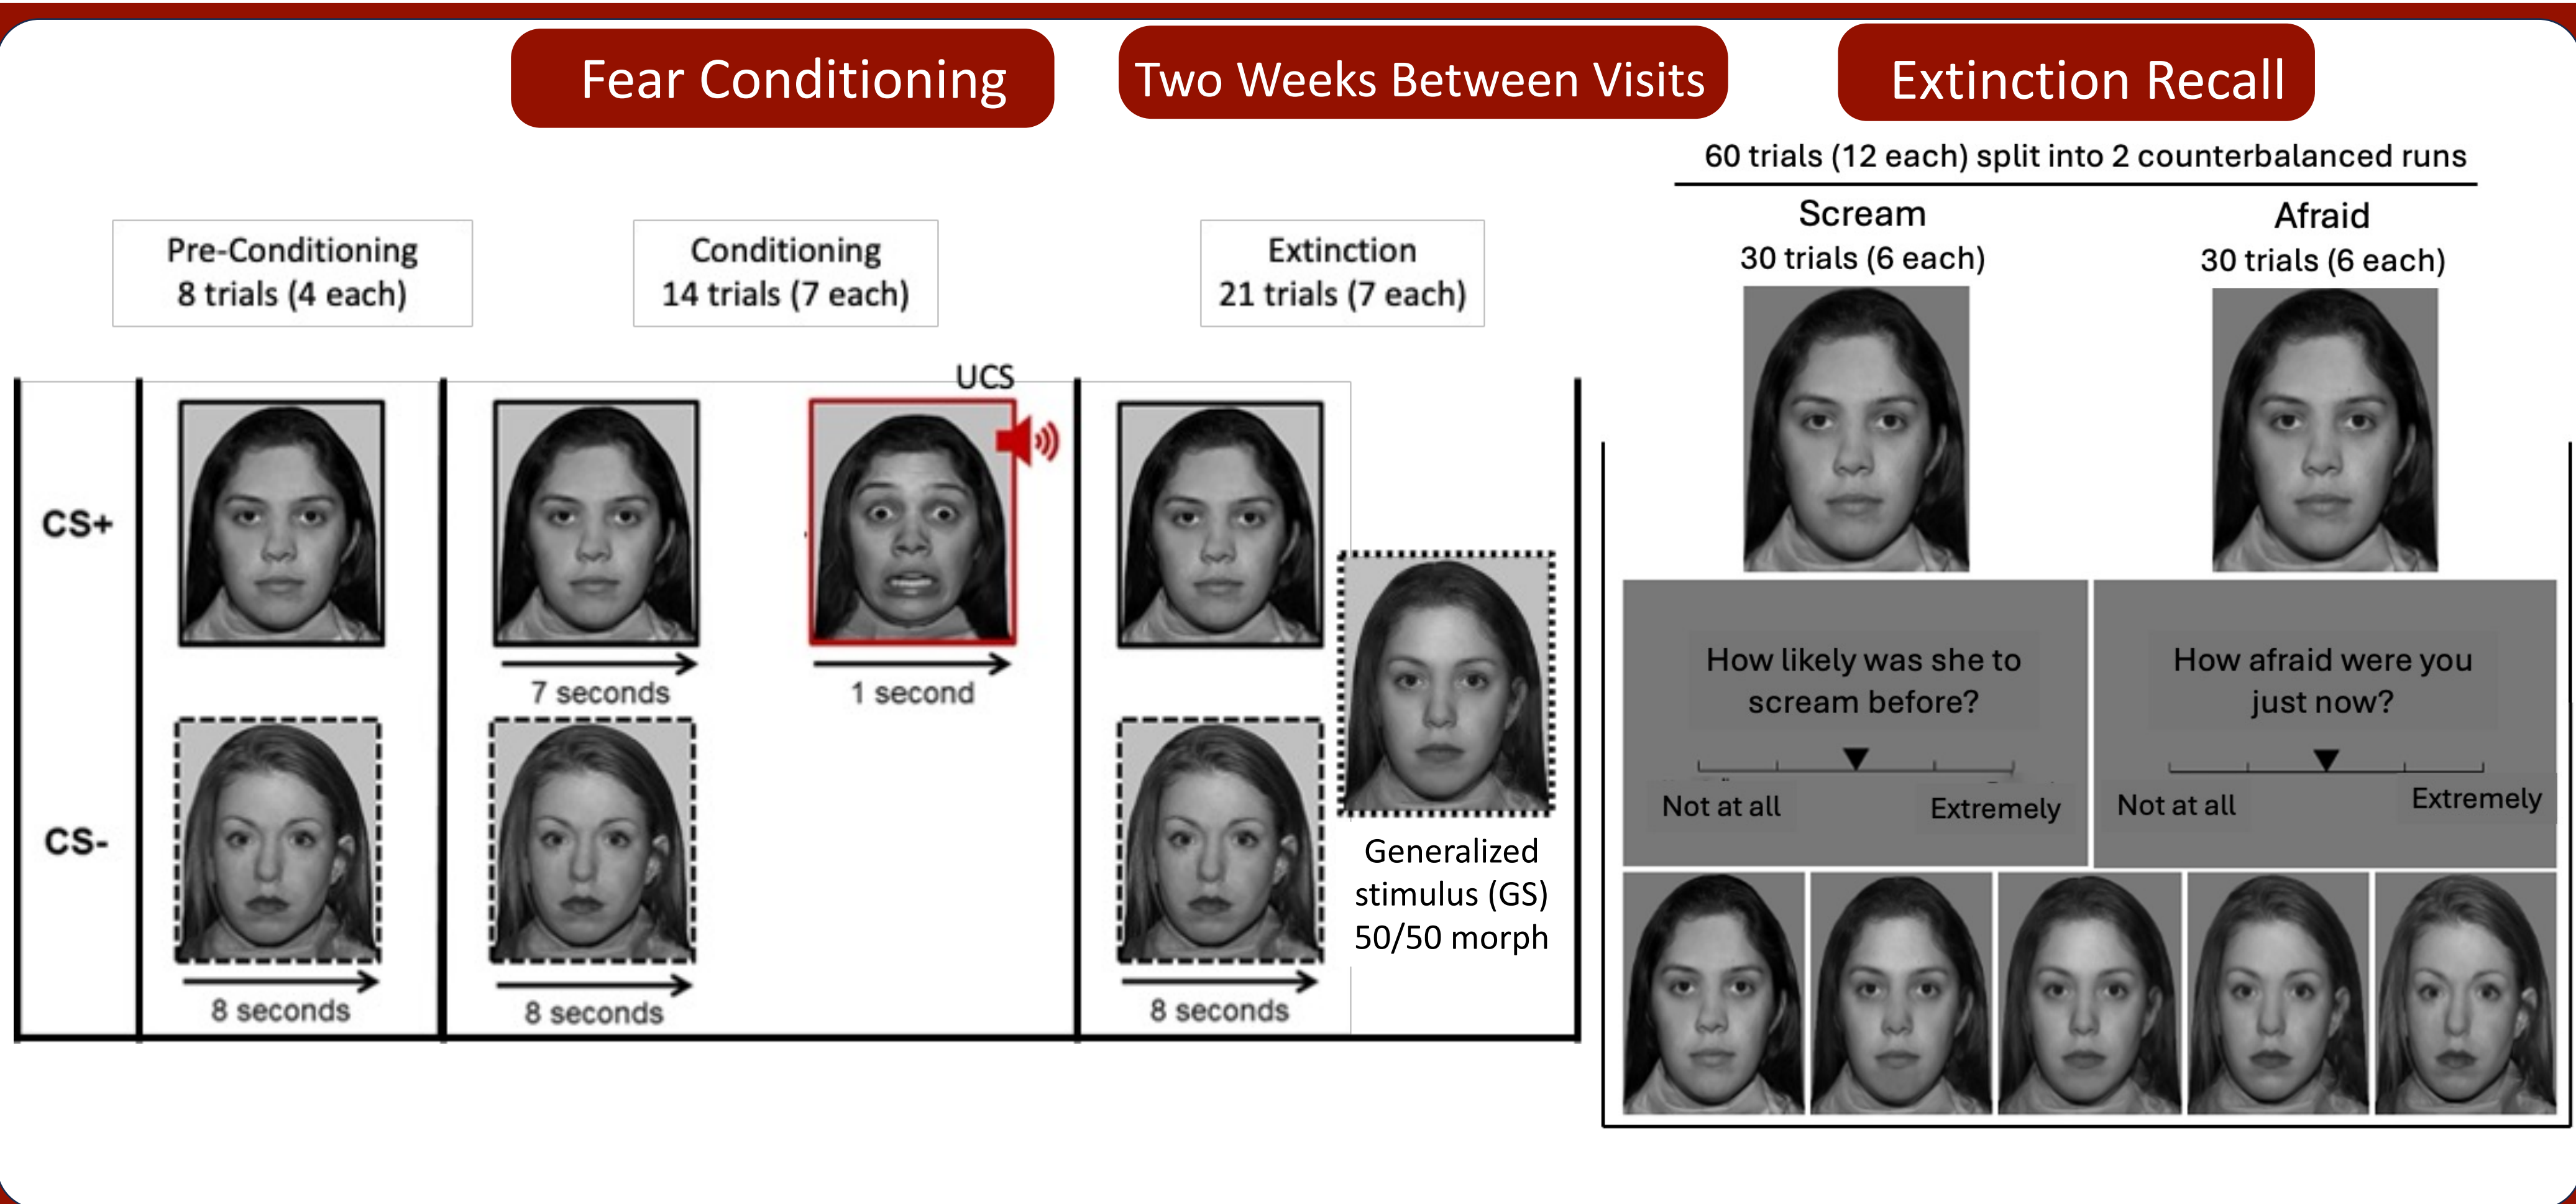 Fear Conditioning
Two Weeks Between Visits
Extinction Recall
60 trials (12 each) split into 2 counterbalanced runs
Pre-Conditioning
8 trials (4 each)
Conditioning
14 trials (7 each)
Extinction
21 trials (7 each)
Scream
30 trials (6 each)
Afraid
30 trials (6 each)
UCS
CS+
7 seconds
1 second
CS-
8 seconds
8 seconds
8 seconds
Generalized
stimulus (GS)
50/50 morph
How likely was she to
scream before?
Not at all
Extremely
How afraid were you
just now?
Not at all
Extremely